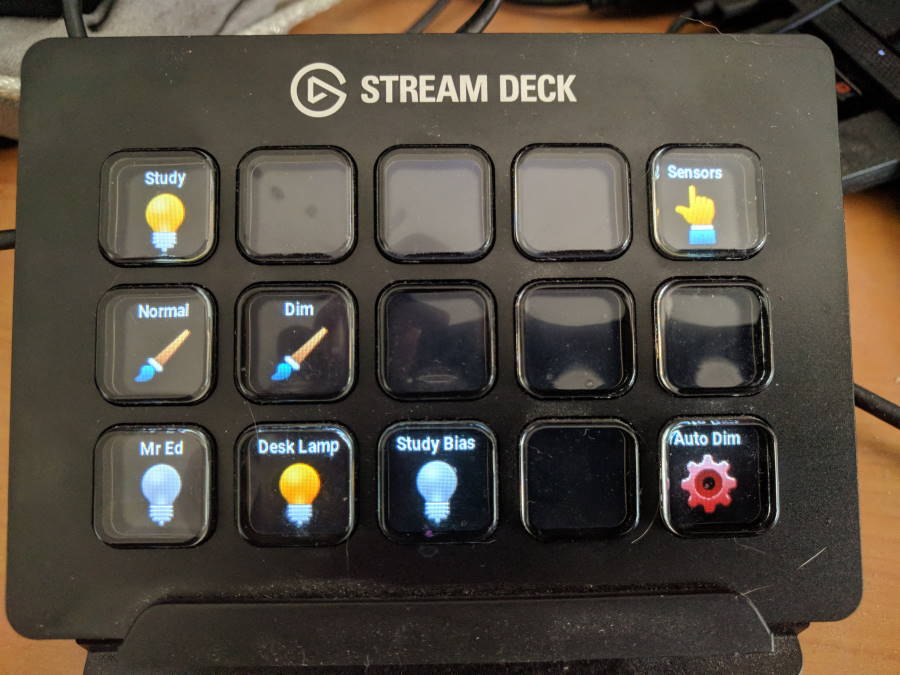 STREAM DECK
Study
Sensors
Normal
Dim
Mr Ed
Desk Lamp
Study Bias
Auto Dim